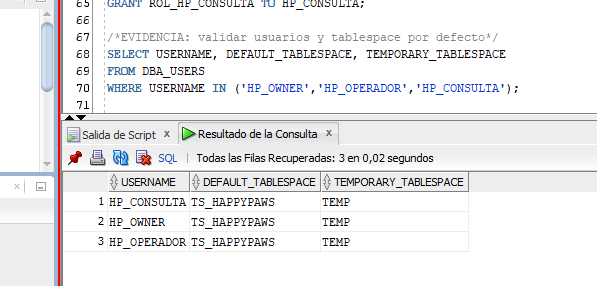 65 GRANT ROL_HP_CONSULTA TO HP_CONSULTA;
66
67 /*EVIDENCIA: validar usuarios y tablespace por defecto*/
68 SELECT USERNAME, DEFAULT_TABLESPACE, TEMPORARY_TABLESPACE
69 FROM DBA_USERS
70 WHERE USERNAME IN ('HP_OWNER','HP_OPERADOR','HP_CONSULTA');
71
Salida de Script x Resultado de la Consulta x
SQL | Todas las Filas Recuperadas: 3 en 0,02 segundos
USERNAME DEFAULT_TABLESPACE TEMPORARY_TABLESPACE
1 HP_CONSULTA TS_HAPPYPAWS TEMP
2 HP_OWNER TS_HAPPYPAWS TEMP
3 HP_OPERADOR TS_HAPPYPAWS TEMP